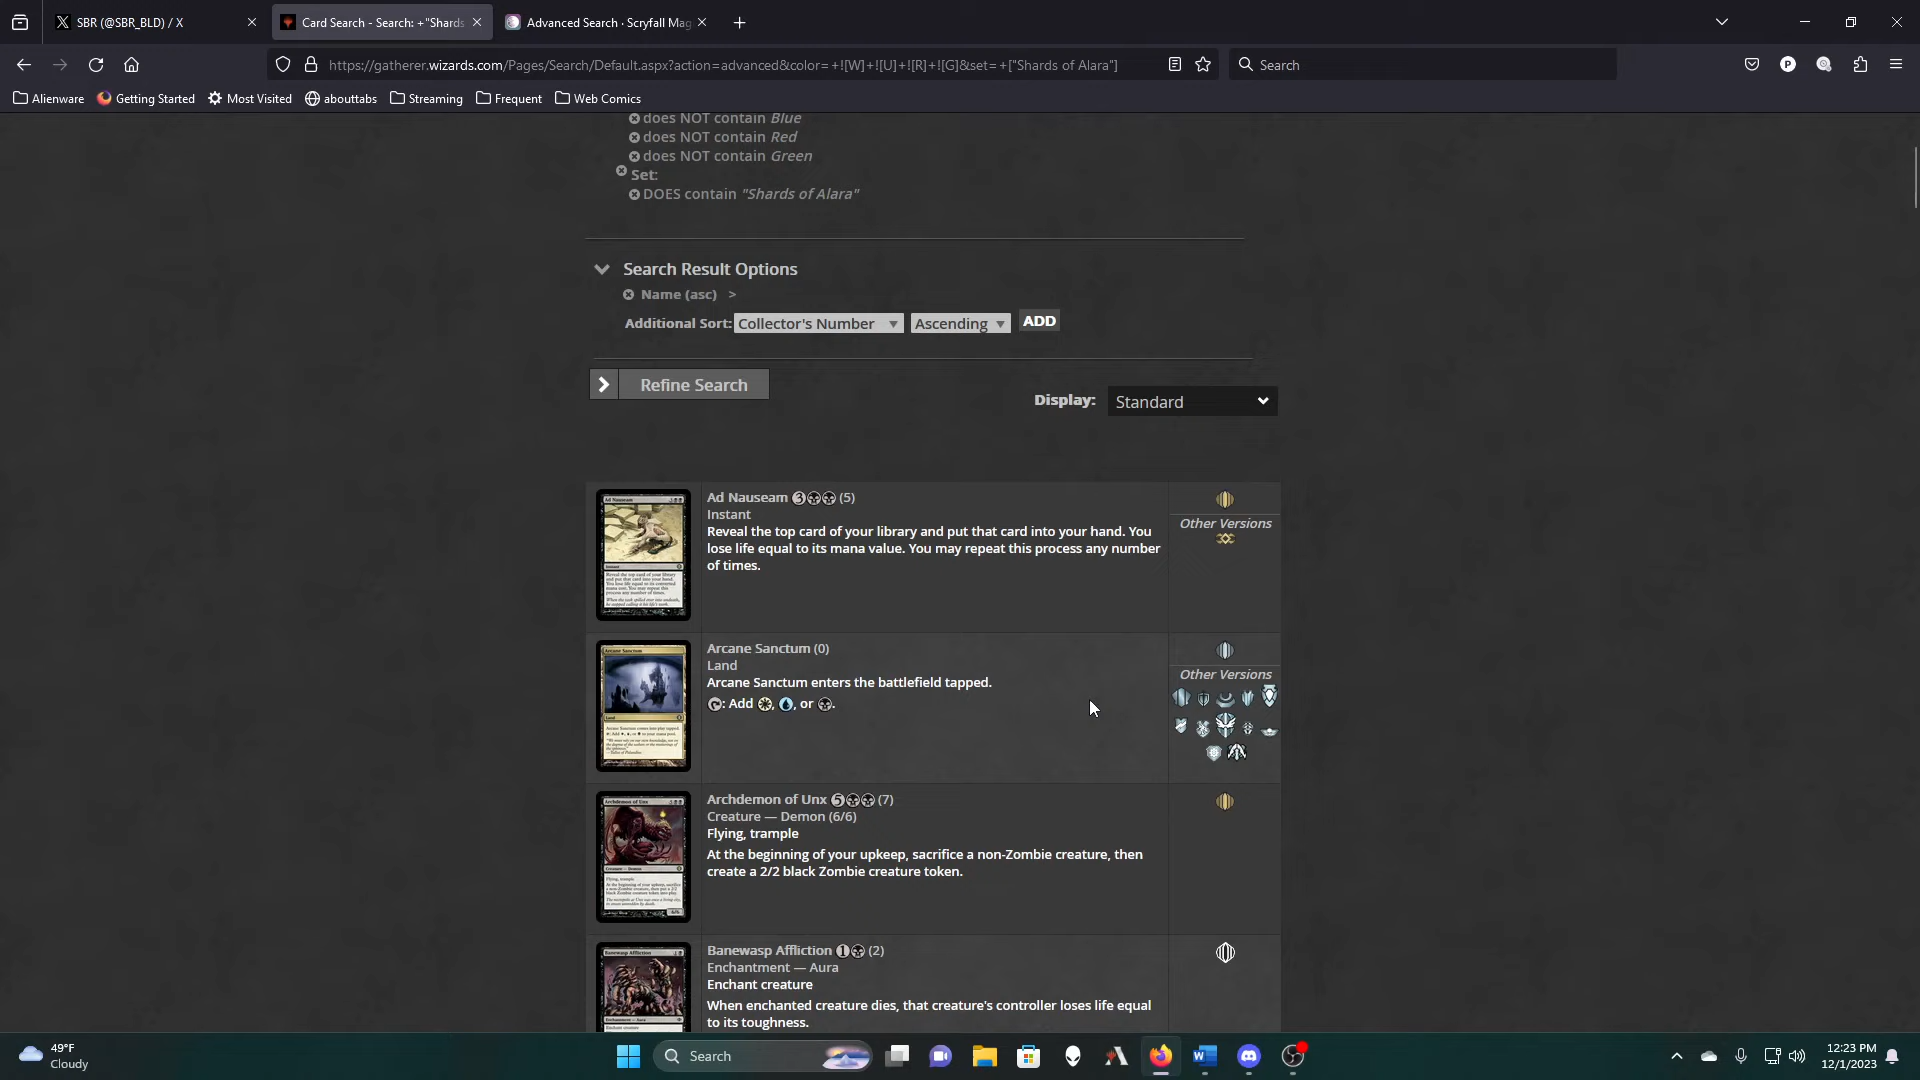 SBR (@SBR_BLD) / X
Card Search - Search: +"Shards
Advanced Search · Scryfall Mag
https://gatherer.wizards.com/Pages/Search/Default.aspx?action=advanced&color=+![W]+![U]+![R]+![G]&set=+["Shards of Alara"]
Search
Alienware
Getting Started
Most Visited
abouttabs
Streaming
Frequent
Web Comics
does NOT contain Blue
does NOT contain Red
does NOT contain Green
Set:
DOES contain "Shards of Alara"
Search Result Options
Name (asc) >
Additional Sort: Collector's Number Ascending ADD
Refine Search
Display: Standard
Ad Nauseam 3 (5)
Instant
Reveal the top card of your library and put that card into your hand. You
lose life equal to its mana value. You may repeat this process any number
of times.
Other Versions
Arcane Sanctum (0)
Land
Arcane Sanctum enters the battlefield tapped.
: Add , , or .
Other Versions
Archdemon of Unx 5 (7)
Creature — Demon (6/6)
Flying, trample
At the beginning of your upkeep, sacrifice a non-Zombie creature, then
create a 2/2 black Zombie creature token.
Banewasp Affliction 1 (2)
Enchantment — Aura
Enchant creature
When enchanted creature dies, that creature's controller loses life equal
to its toughness.
49°F
Cloudy
Search
12:23 PM
12/1/2023